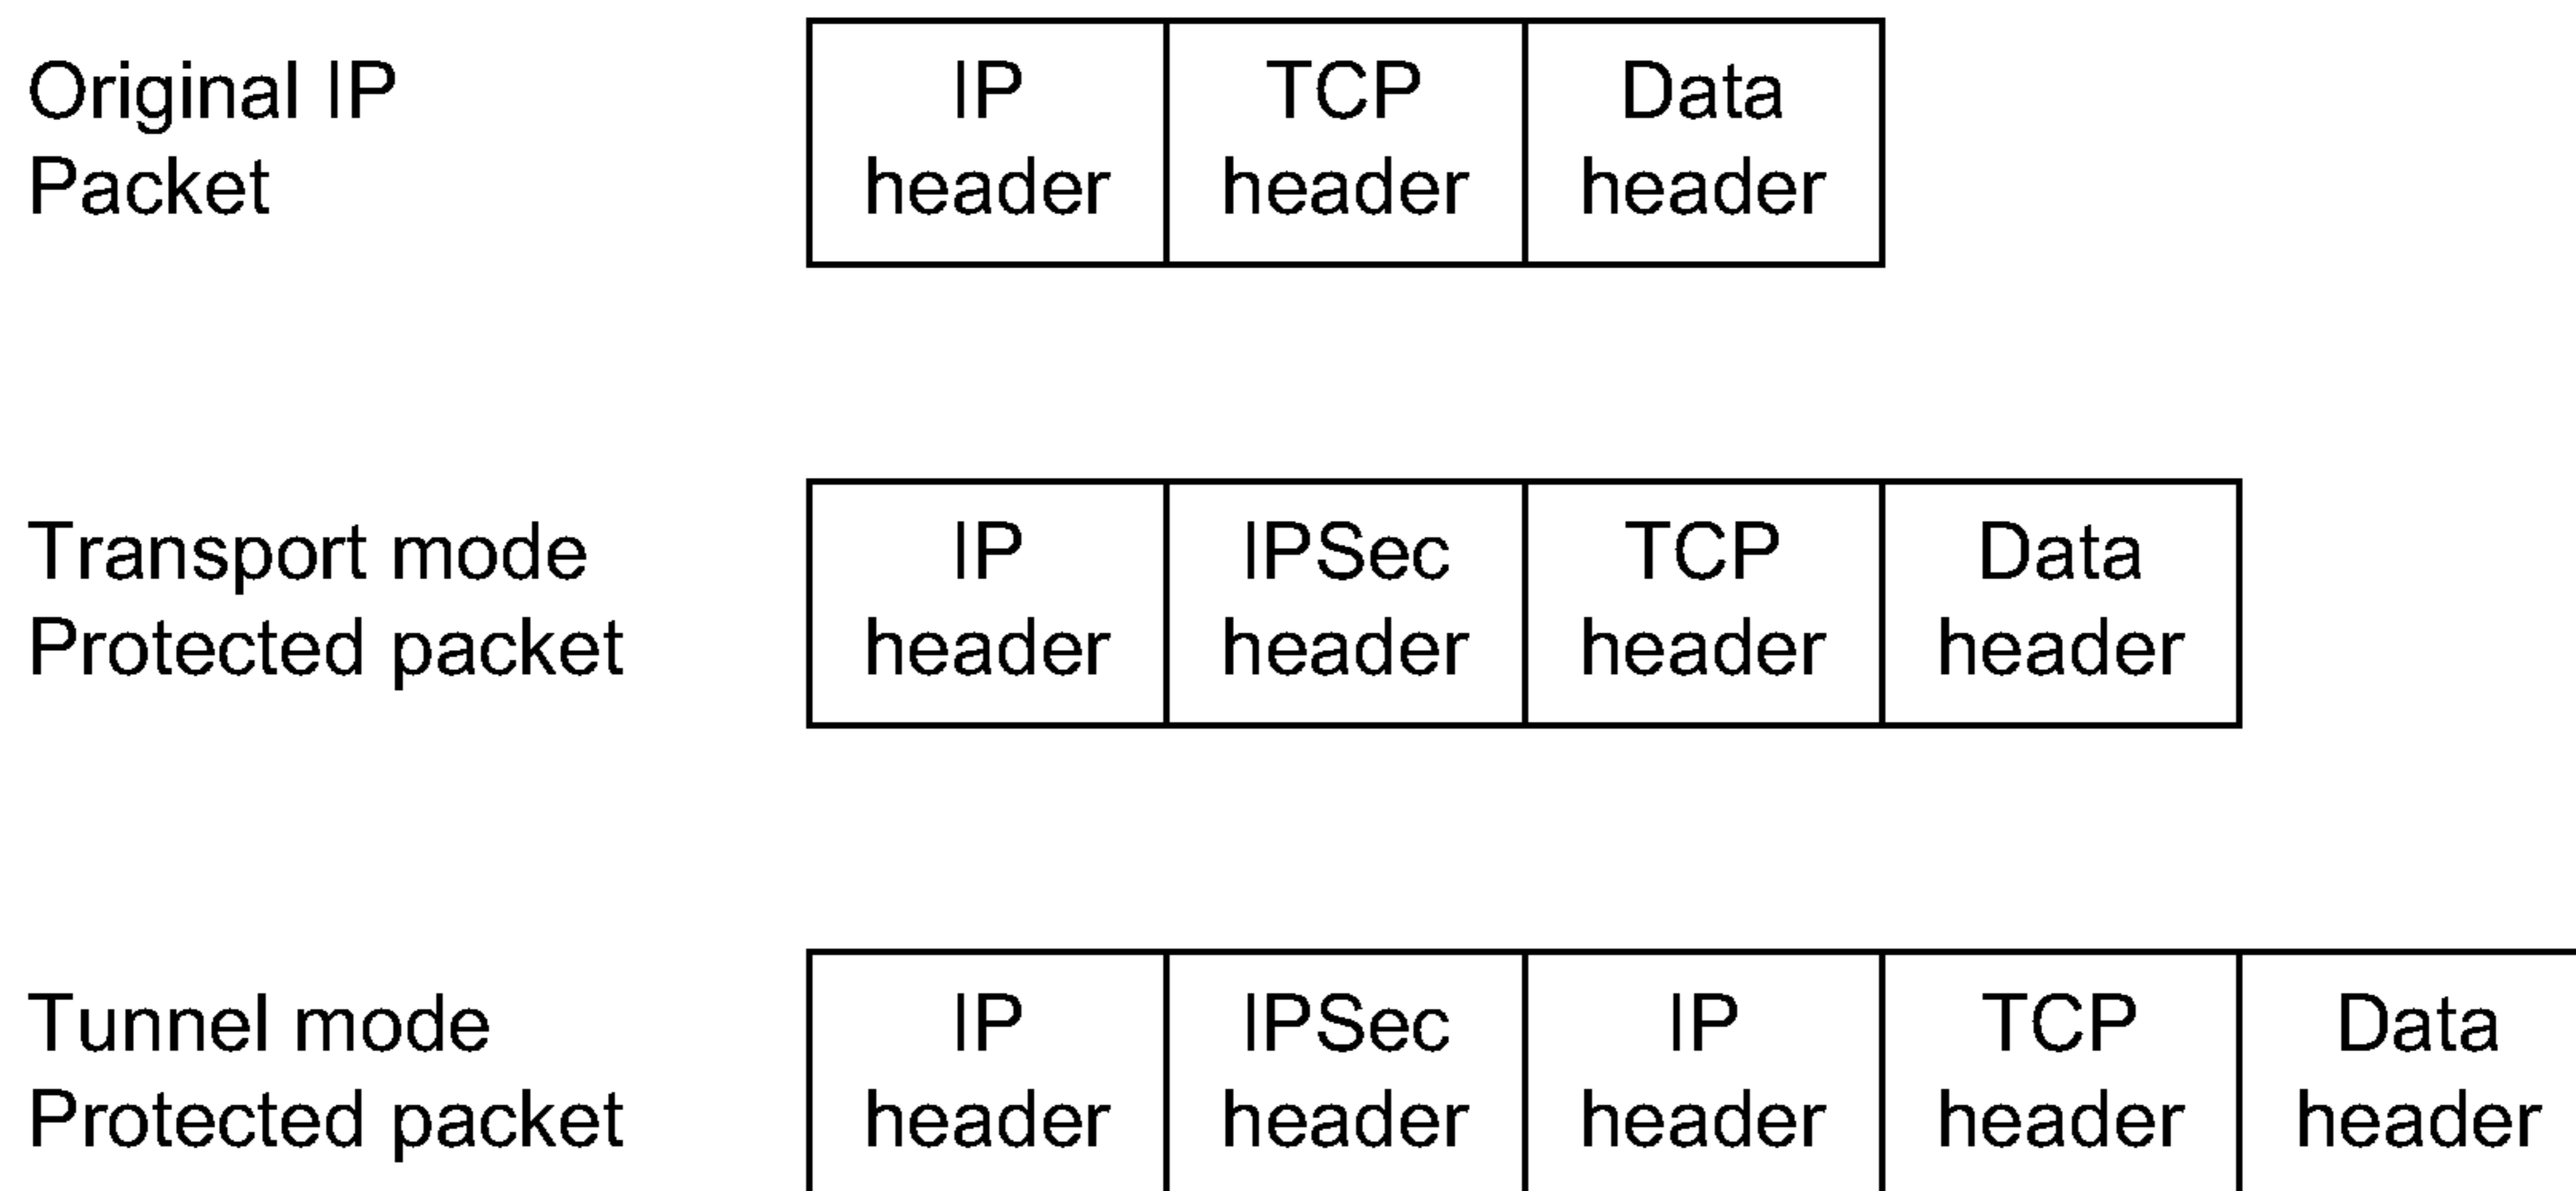 Original IP
Packet
IP
header
TCP
header
Data
header
Transport mode
Protected packet
IP
header
IPSec
header
TCP
header
Data
header
Tunnel mode
Protected packet
IP
header
IPSec
header
IP
header
TCP
header
Data
header